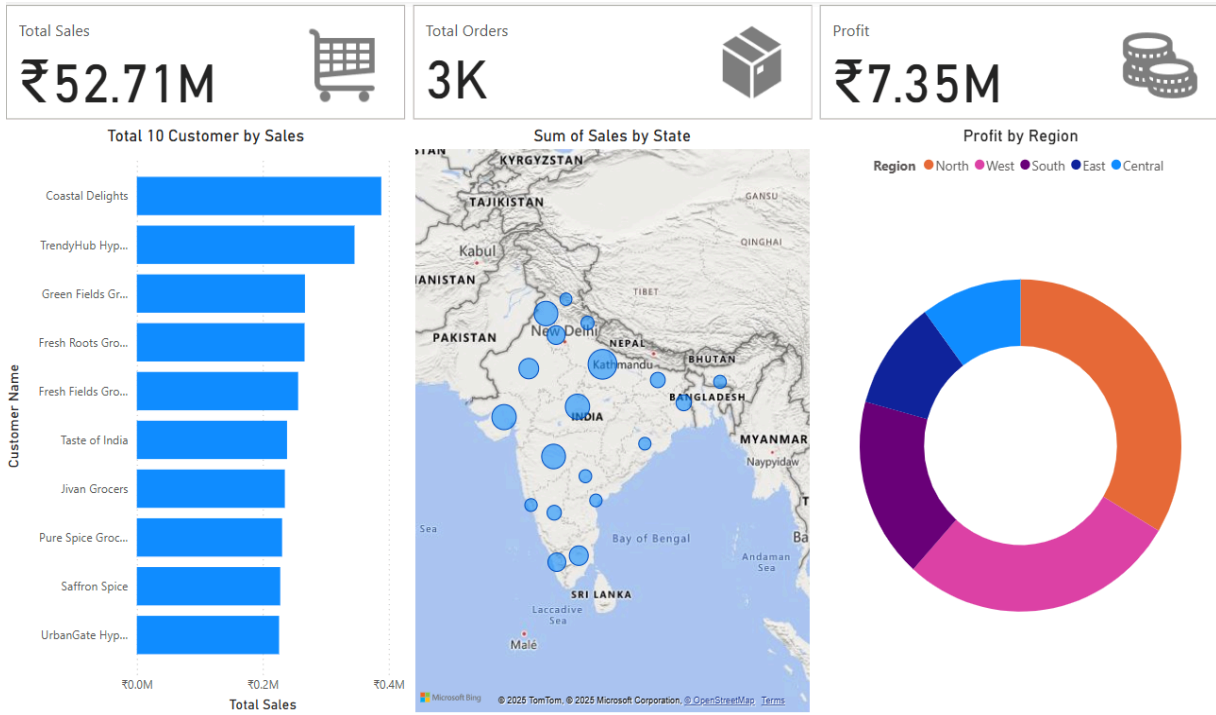 Total Sales
₹52.71M
Total Orders
3K
Profit
₹7.35M
Total 10 Customer by Sales
Customer Name
Coastal Delights
TrendyHub Hyp...
Green Fields Gr...
Fresh Roots Gro...
Fresh Fields Gro...
Taste of India
Jivan Grocers
Pure Spice Groc...
Saffron Spice
UrbanGate Hyp...
₹0.0M ₹0.2M ₹0.4M
Total Sales
Sum of Sales by State
STAN
KYRGYZSTAN
TAJIKISTAN
GANSU
Kabul
QINGHAI
HANISTAN
TIBET
New Delhi
PAKISTAN
NEPAL
BHUTAN
Kathmandu
BANGLADESH
INDIA
MYANMAR
Naypyidaw
T
Sea
Bay of Bengal
Ba
Andaman
Sea
SRI LANKA
Laccadive
Sea
Malé
Microsoft Bing
© 2025 TomTom, © 2025 Microsoft Corporation, © OpenStreetMap Terms
Profit by Region
Region North West South East Central